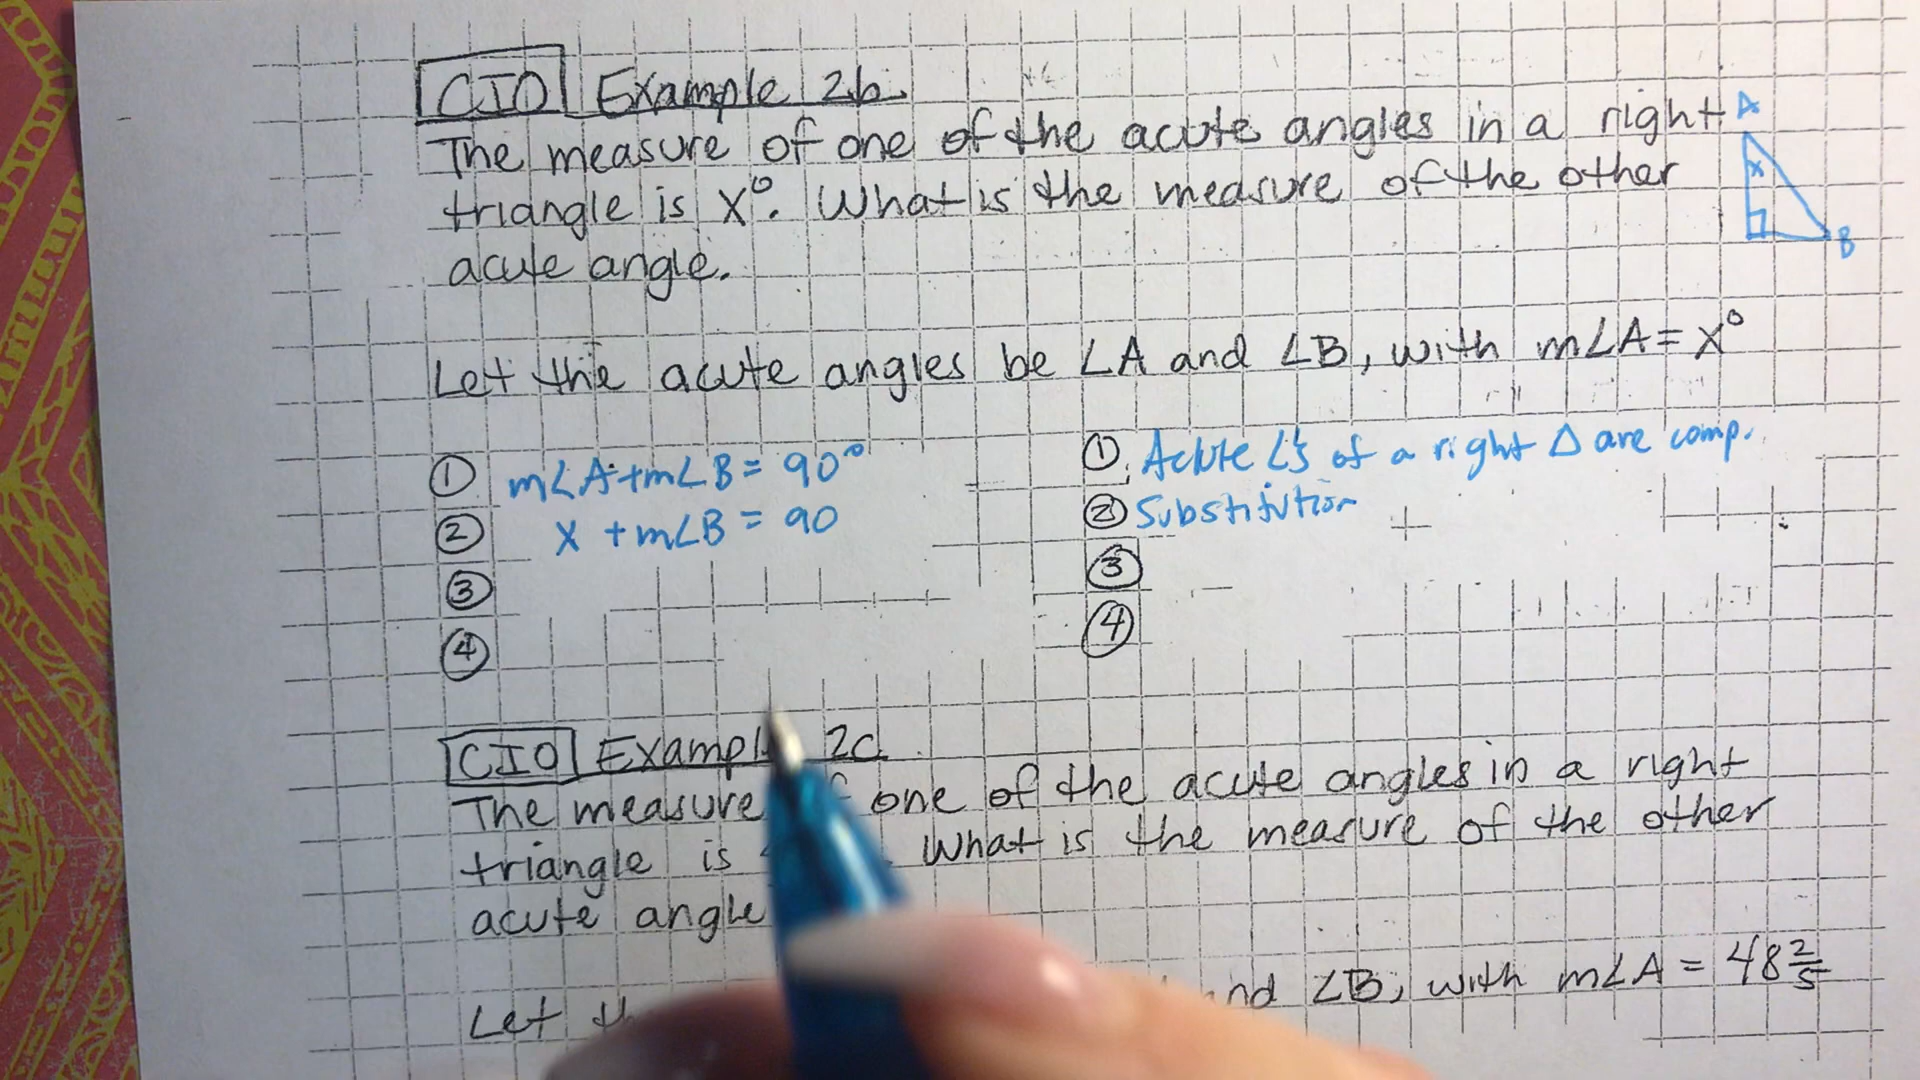 CIO Example 2b.
The measure of one of the acute angles in a right
triangle is x°. What is the measure of the other
acute angle.
A
x
B
Let the acute angles be ∠A and ∠B, with m∠A = x°
① m∠A + m∠B = 90°
② x + m∠B = 90
③
④
① Acute ∠'s of a right △ are comp.
② Substitution
③
④
CIO Example 2c
The measure one of the acute angles in a right
triangle is What is the measure of the other
acute angle
Let and ∠B, with m∠A = 48 2/5